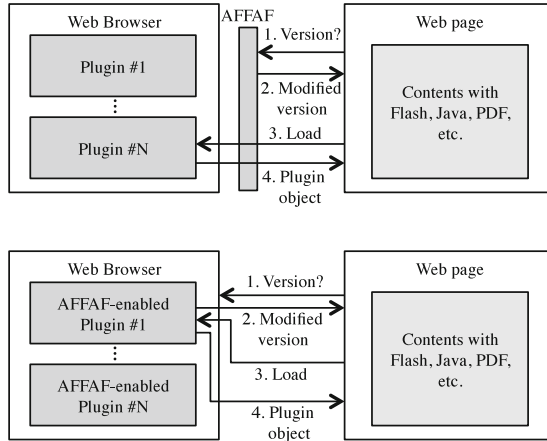 AFFAF
Web Browser
Plugin #1
Plugin #N
1. Version?
2. Modified
version
3. Load
4. Plugin
object
Web page
Contents with
Flash, Java, PDF,
etc.
Web Browser
AFFAF-enabled
Plugin #1
AFFAF-enabled
Plugin #N
1. Version?
2. Modified
version
3. Load
4. Plugin
object
Web page
Contents with
Flash, Java, PDF,
etc.